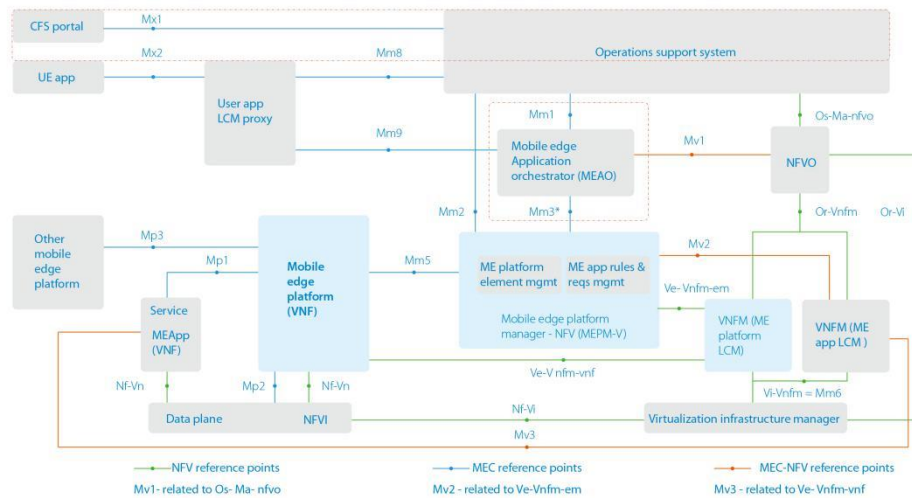 CFS portal
Mx1
Operations support system
Mx2
Mm8
UE app
User app
LCM proxy
Mm1
Os-Ma-nfvo
Mm9
Mobile edge
Application
orchestrator (MEAO)
Mv1
NFVO
Mm2
Mm3*
Or-Vnfm
Or-Vi
Other
mobile
edge
platform
Mp3
Mp1
Mobile
edge
platform
(VNF)
Mm5
ME platform
element mgmt
ME app rules &
reqs mgmt
Mobile edge platform
manager - NFV (MEPM-V)
Mv2
Ve- Vnfm-em
Service
MEApp
(VNF)
VNFM (ME
platform
LCM)
VNFM (ME
app LCM )
Ve-V nfm-vnf
Nf-Vn
Mp2
Nf-Vn
Vi-Vnfm = Mm6
Data plane
NFVI
Nf-Vi
Virtualization infrastructure manager
Mv3
NFV reference points
MEC reference points
MEC-NFV reference points
Mv1- related to Os- Ma- nfvo
Mv2 - related to Ve-Vnfm-em
Mv3 - related to Ve- Vnfm-vnf